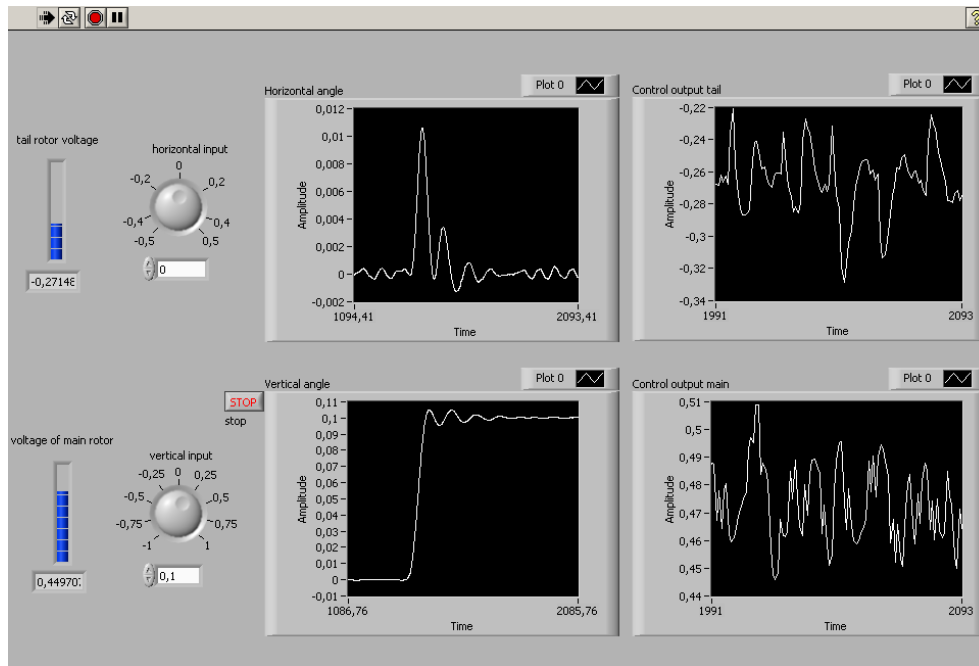 ?
Horizontal angle
Plot 0
0,012
0,01
0,008
0,006
0,004
0,002
0
-0,002
Amplitude
1094,41
2093,41
Time
Control output tail
Plot 0
-0,22
-0,24
-0,26
-0,28
-0,3
-0,32
-0,34
Amplitude
1991
2093
Time
tail rotor voltage
-0,27148
horizontal input
0
-0,2
0,2
-0,4
0,4
-0,5
0,5
0
STOP
stop
Vertical angle
Plot 0
0,11
0,1
0,09
0,08
0,07
0,06
0,05
0,04
0,03
0,02
0,01
0
-0,01
Amplitude
1086,76
2085,76
Time
Control output main
Plot 0
0,51
0,5
0,49
0,48
0,47
0,46
0,45
0,44
Amplitude
1991
2093
Time
voltage of main rotor
vertical input
0
-0,25
0,25
-0,5
0,5
-0,75
0,75
-1
1
0,1